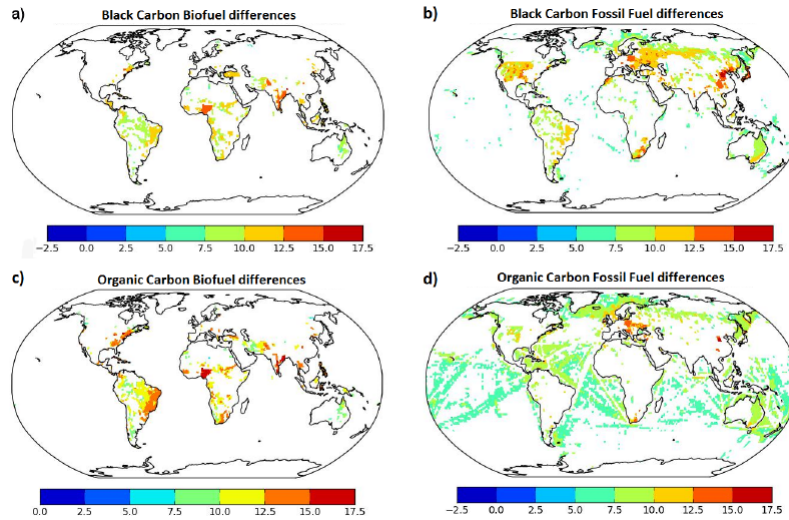 a)
Black Carbon Biofuel differences
b)
Black Carbon Fossil Fuel differences
−2.5 0.0 2.5 5.0 7.5 10.0 12.5 15.0 17.5
−2.5 0.0 2.5 5.0 7.5 10.0 12.5 15.0 17.5
c)
Organic Carbon Biofuel differences
d)
Organic Carbon Fossil Fuel differences
0.0 2.5 5.0 7.5 10.0 12.5 15.0 17.5
−2.5 0.0 2.5 5.0 7.5 10.0 12.5 15.0 17.5